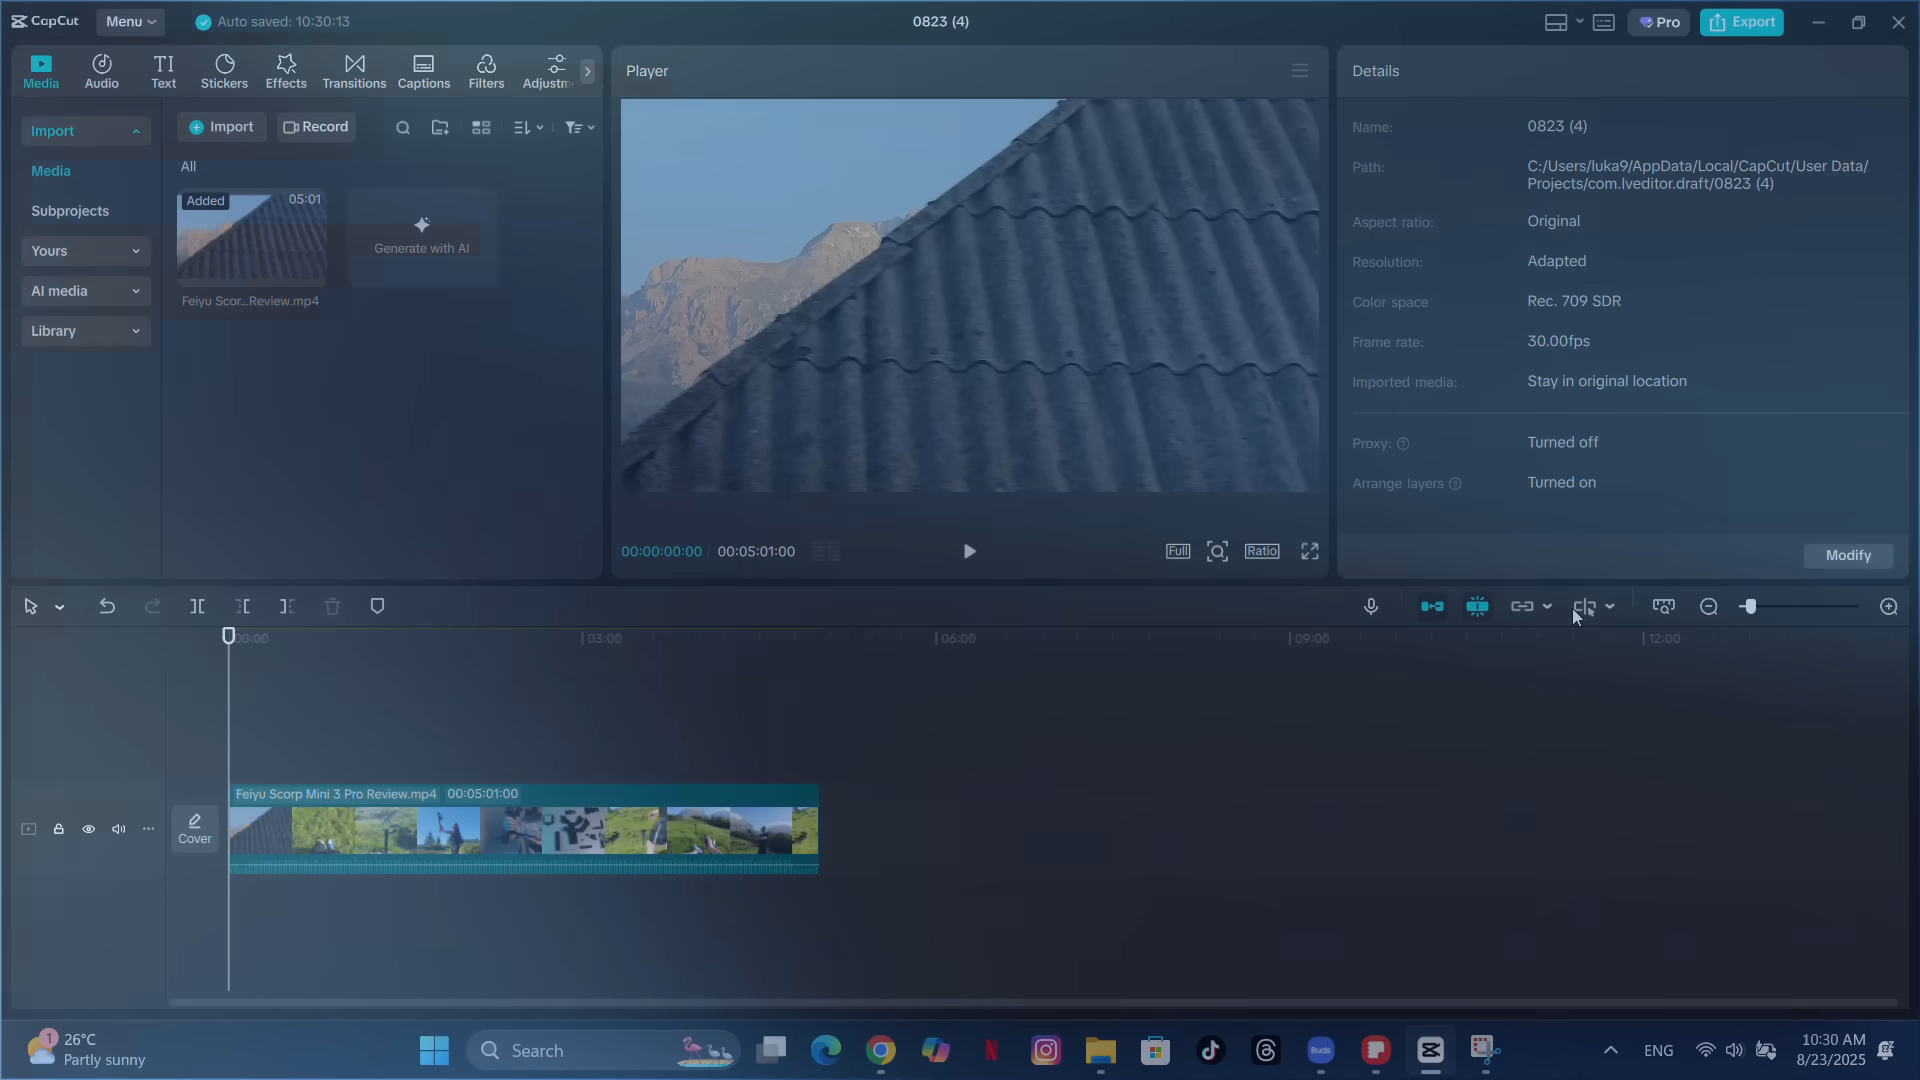 CapCut
Menu
Auto saved: 10:30:13
0823 (4)
Pro
Export
Media
Audio
Text
Stickers
Effects
Transitions
Captions
Filters
Adjustm
Player
Details
Import
Import
Record
Media
Subprojects
Yours
AI media
Library
All
Added
05:01
Feiyu Scor...Review.mp4
Generate with AI
Name:
0823 (4)
Path:
C:/Users/luka9/AppData/Local/CapCut/User Data/
Projects/com.lveditor.draft/0823 (4)
Aspect ratio:
Original
Resolution:
Adapted
Color space
Rec. 709 SDR
Frame rate:
30.00fps
Imported media:
Stay in original location
Proxy:
Turned off
Arrange layers
Turned on
Modify
00:00:00:00 / 00:05:01:00
Full
Ratio
00:00
03:00
06:00
09:00
12:00
Cover
Feiyu Scorp Mini 3 Pro Review.mp4 00:05:01:00
1
26°C
Partly sunny
Search
Buds
ENG
10:30 AM
8/23/2025